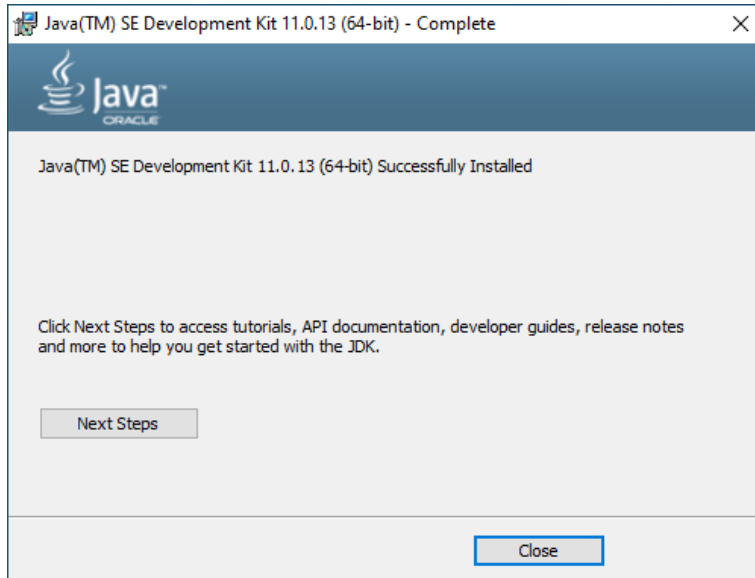 Java(TM) SE Development Kit 11.0.13 (64-bit) - Complete
Java™
ORACLE
Java(TM) SE Development Kit 11.0.13 (64-bit) Successfully Installed
Click Next Steps to access tutorials, API documentation, developer guides, release notes
and more to help you get started with the JDK.
Next Steps
Close